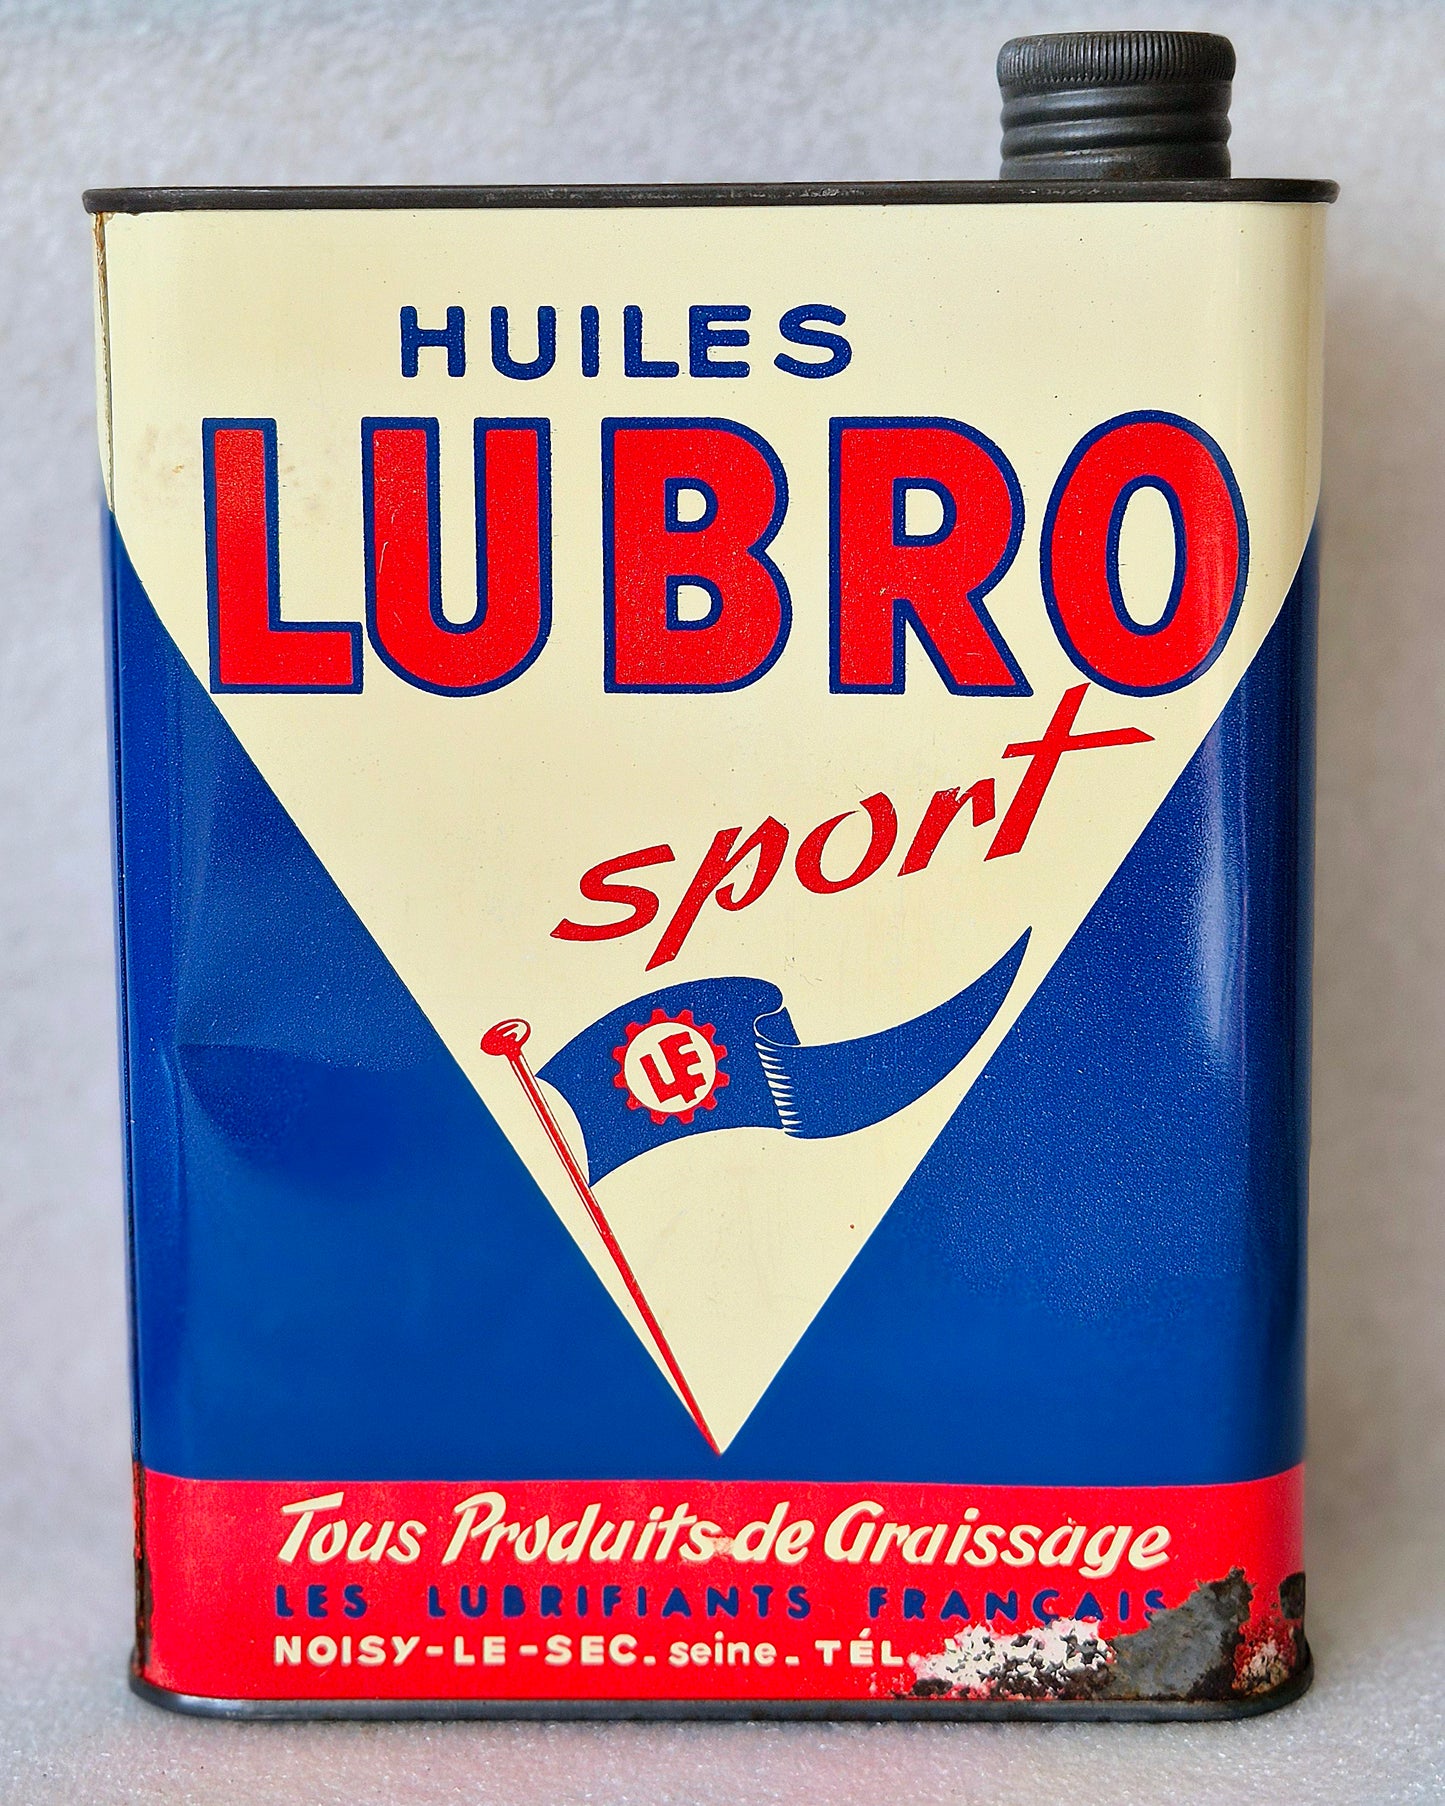 HUILES
LUBRO
sport
LF
Tous Produits de Graissage
LES LUBRIFIANTS FRANÇAIS
NOISY-LE-SEC. seine. TÉL.